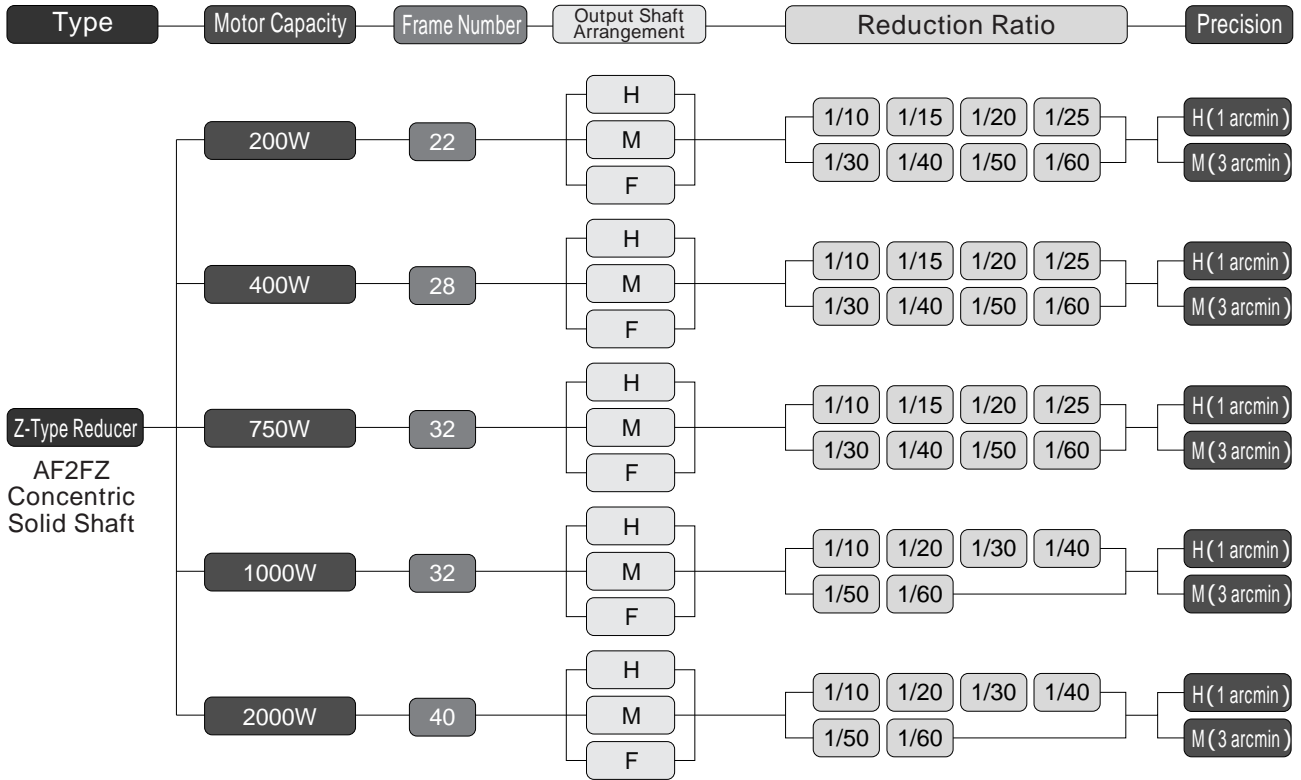 Type Motor Capacity Frame Number Output Shaft Arrangement Reduction Ratio Precision
H
M
F
200W 22
1/10 1/15 1/20 1/25
1/30 1/40 1/50 1/60
H(1 arcmin)
M(3 arcmin)
H
M
F
400W 28
1/10 1/15 1/20 1/25
1/30 1/40 1/50 1/60
H(1 arcmin)
M(3 arcmin)
Z-Type Reducer
AF2FZ
Concentric
Solid Shaft
H
M
F
750W 32
1/10 1/15 1/20 1/25
1/30 1/40 1/50 1/60
H(1 arcmin)
M(3 arcmin)
H
M
F
1000W 32
1/10 1/20 1/30 1/40
1/50 1/60
H(1 arcmin)
M(3 arcmin)
H
M
F
2000W 40
1/10 1/20 1/30 1/40
1/50 1/60
H(1 arcmin)
M(3 arcmin)